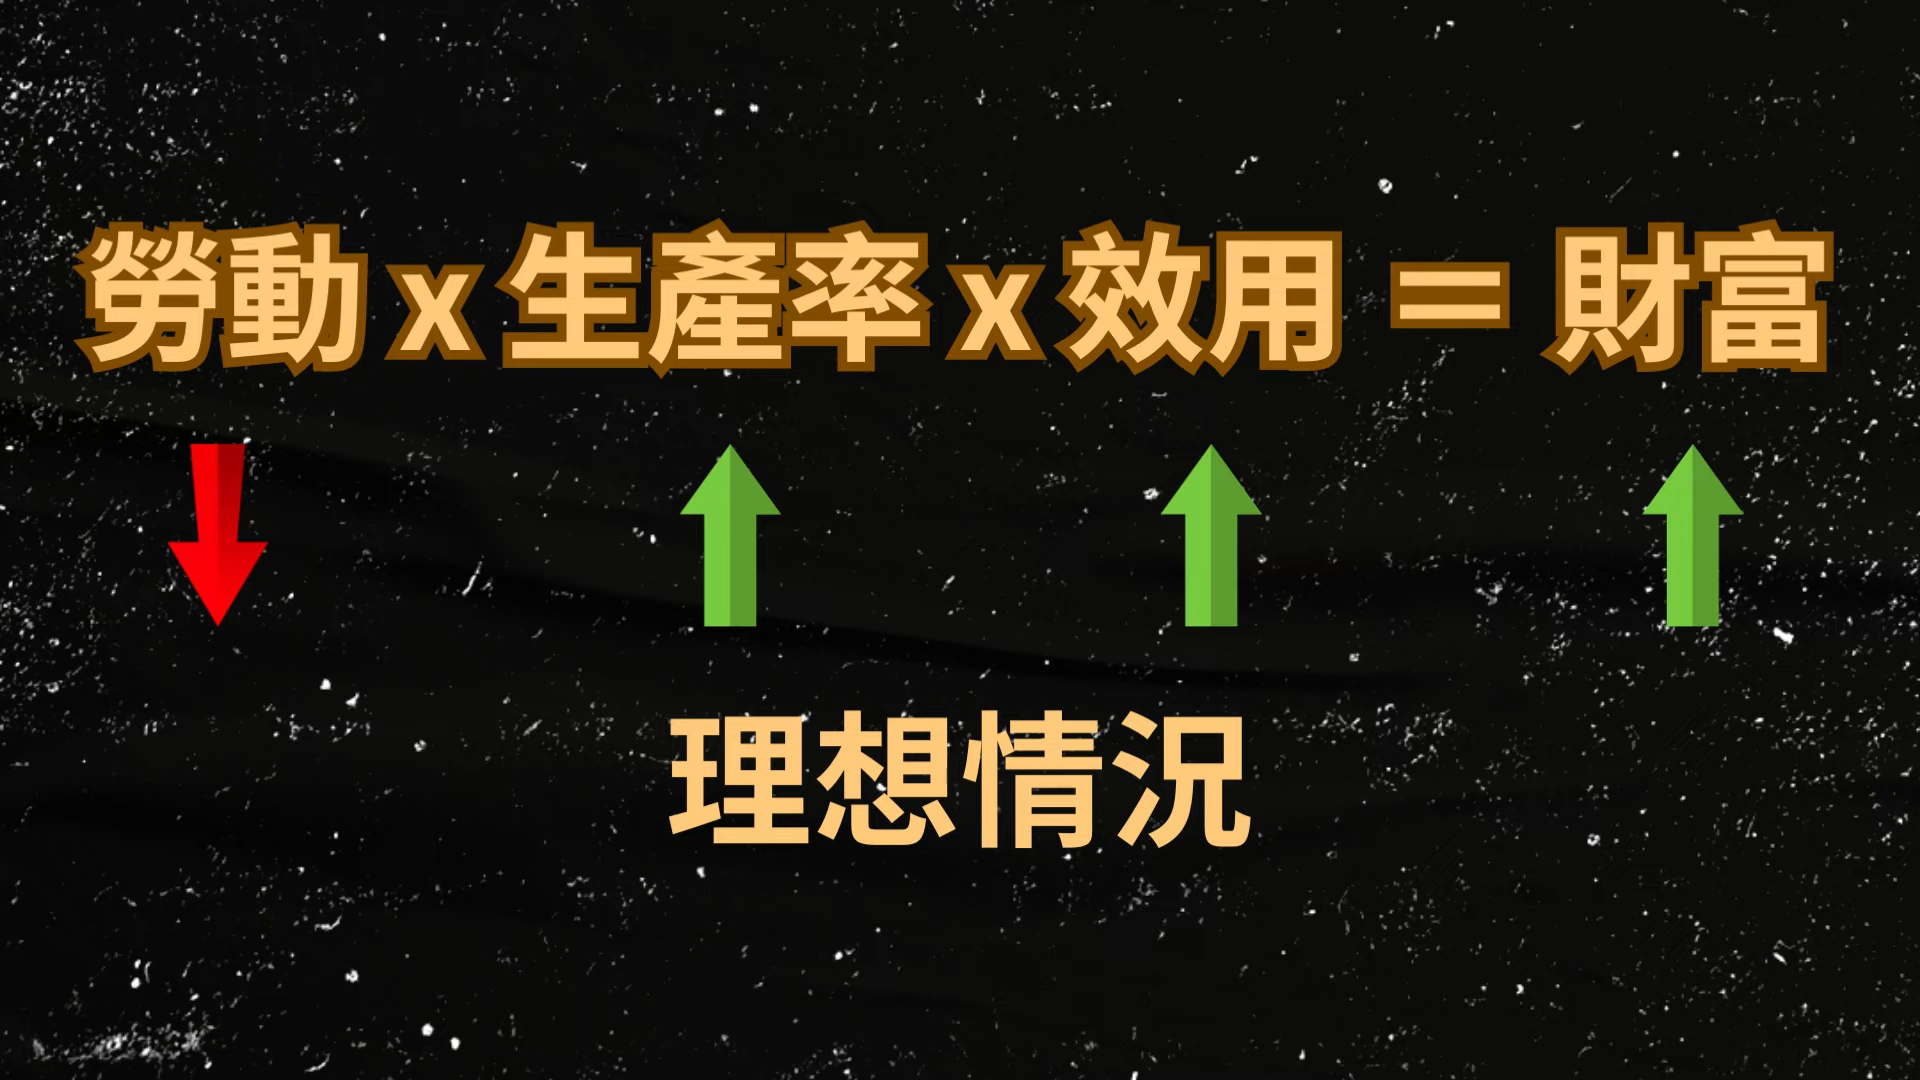 勞動 x 生產率 x 效用 = 財富
理想情況